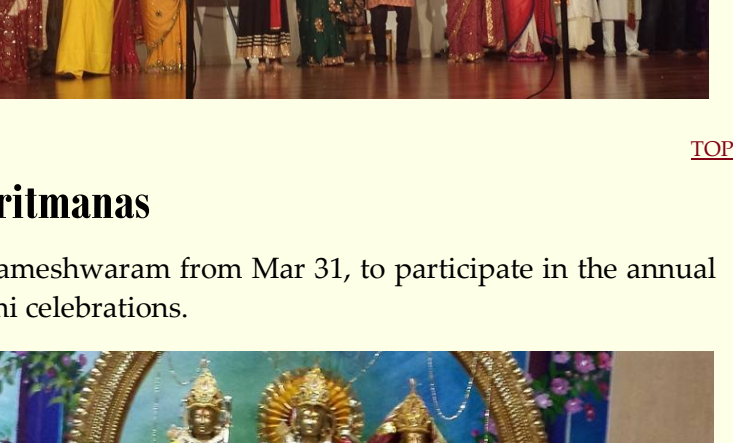 TOP
ritmanas
ameshwaram from Mar 31, to participate in the annual
ni celebrations.